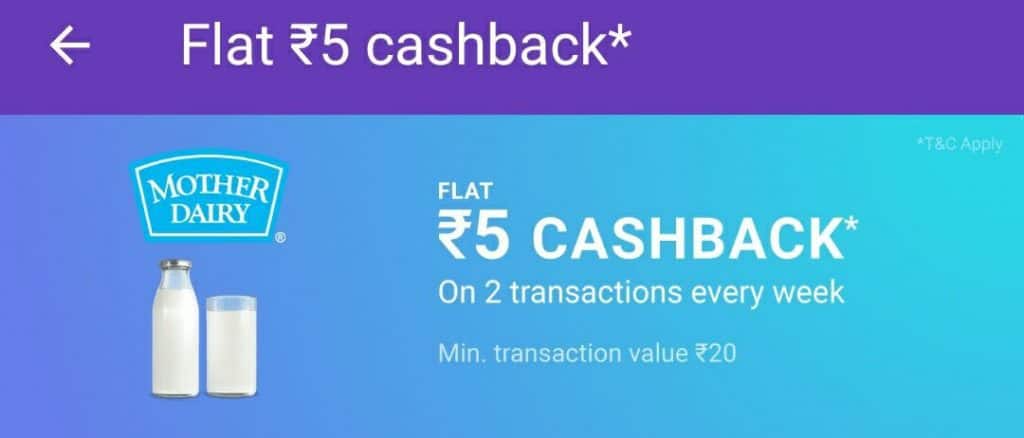 Flat ₹5 cashback*
*T&C Apply
MOTHER
DAIRY
®
FLAT
₹5 CASHBACK*
On 2 transactions every week
Min. transaction value ₹20